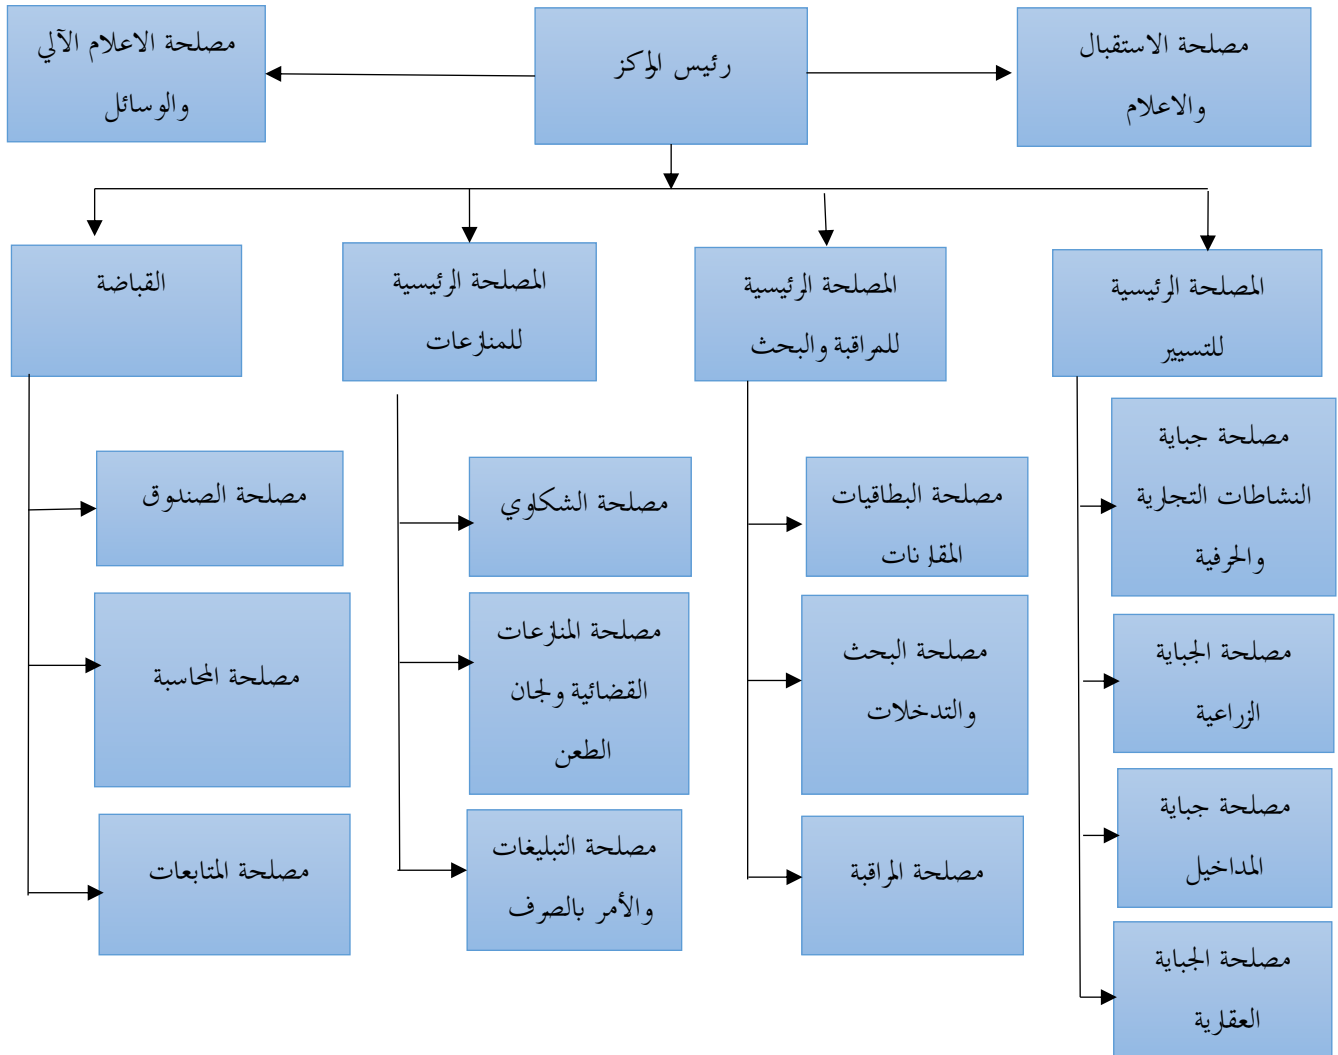 مصلحة الاستقبال
والاعلام
رئيس المركز
مصلحة الاعلام الآلي
والوسائل
المصلحة الرئيسية
للتسيير
المصلحة الرئيسية
للمراقبة والبحث
المصلحة الرئيسية
للمنازعات
القباضة
مصلحة جباية
النشاطات التجارية
والحرفية
مصلحة الجباية
الزراعية
مصلحة جباية
المداخيل
مصلحة الجباية
العقارية
مصلحة البطاقيات
المقارنات
مصلحة البحث
والتدخلات
مصلحة المراقبة
مصلحة الشكاوي
مصلحة المنازعات
القضائية ولجان
الطعن
مصلحة التبليغات
والأمر بالصرف
مصلحة الصندوق
مصلحة المحاسبة
مصلحة المتابعات